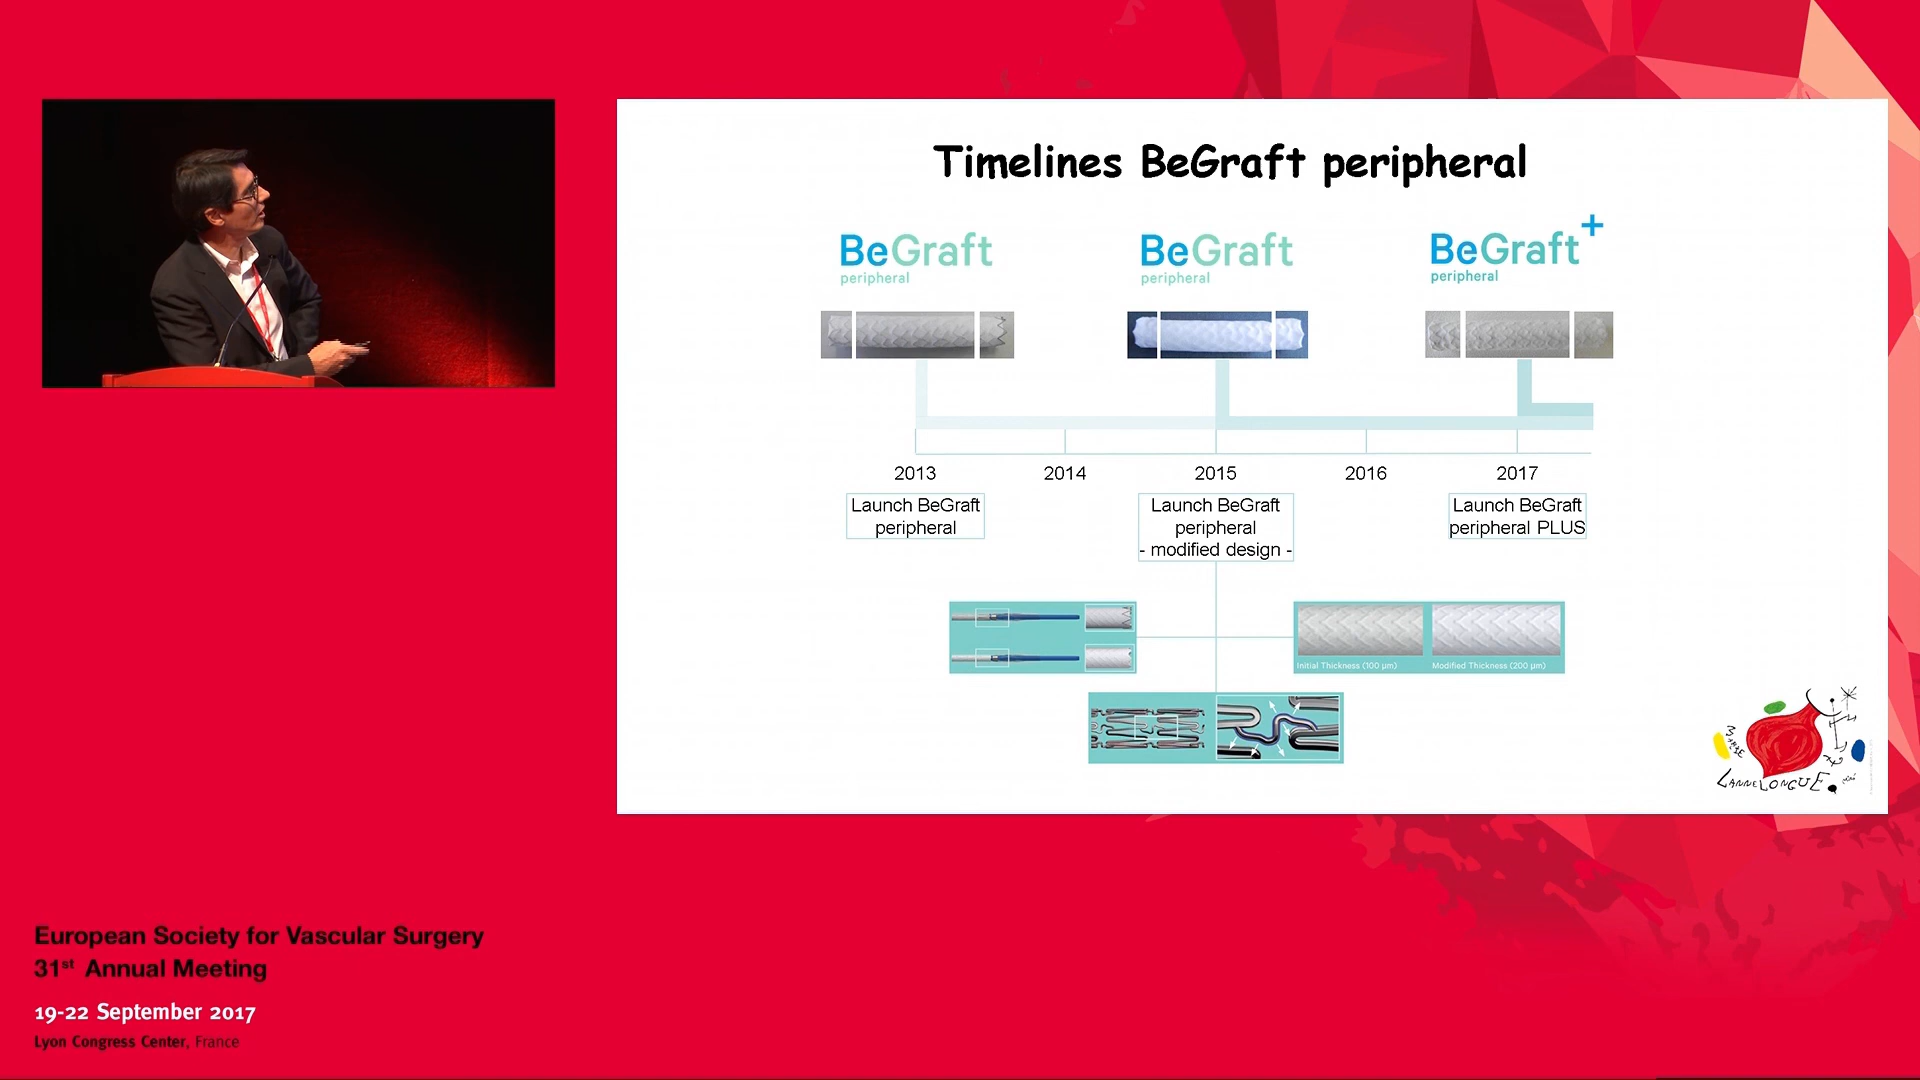 Timelines BeGraft peripheral
BeGraft
peripheral
BeGraft
peripheral
BeGraft+
peripheral
2013
2014
2015
2016
2017
Launch BeGraft
peripheral
Launch BeGraft
peripheral
- modified design -
Launch BeGraft
peripheral PLUS
Initial Thickness (100 µm)
Modified Thickness (200 µm)
LANNELONGUE
European Society for Vascular Surgery
31st Annual Meeting
19-22 September 2017
Lyon Congress Center, France